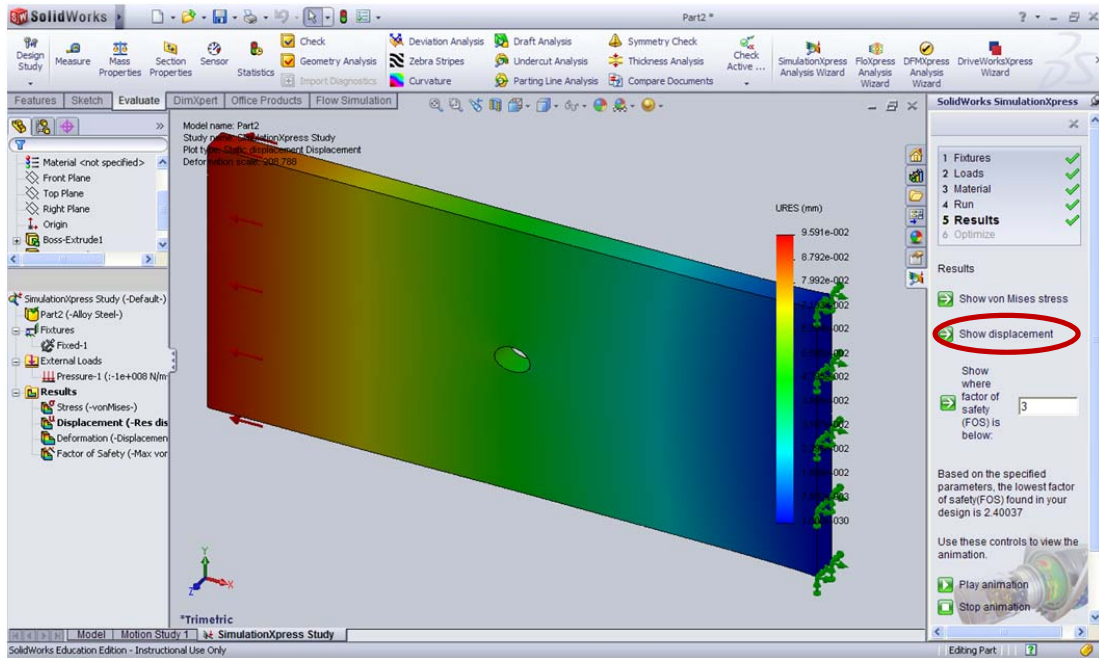 SolidWorks
Part2 *
Design Study
Measure
Mass Properties
Section Properties
Sensor
Statistics
Check
Geometry Analysis
Import Diagnostics
Deviation Analysis
Zebra Stripes
Curvature
Draft Analysis
Undercut Analysis
Parting Line Analysis
Symmetry Check
Thickness Analysis
Compare Documents
Check Active ...
SimulationXpress Analysis Wizard
FloXpress Analysis Wizard
DFMXpress Analysis Wizard
DriveWorksXpress Wizard
Features
Sketch
Evaluate
DimXpert
Office Products
Flow Simulation
Material <not specified>
Front Plane
Top Plane
Right Plane
Origin
Boss-Extrude1
SimulationXpress Study (-Default-)
Part2 (-Alloy Steel-)
Fixtures
Fixed-1
External Loads
Pressure-1 (:-1e+008 N/m
Results
Stress (-vonMises-)
Displacement (-Res dis
Deformation (-Displacemen
Factor of Safety (-Max von
Model name: Part2
Study name: SimulationXpress Study
Plot type: Static displacement Displacement
Deformation scale: 208.788
URES (mm)
9.591e-002
8.792e-002
7.992e-002
Y
X
Z
*Trimetric
Model
Motion Study 1
SimulationXpress Study
SolidWorks Education Edition - Instructional Use Only
Editing Part
SolidWorks SimulationXpress
1 Fixtures
2 Loads
3 Material
4 Run
5 Results
6 Optimize
Results
Show von Mises stress
Show displacement
Show
where
factor of
safety
(FOS) is
below:
3
Based on the specified
parameters, the lowest factor
of safety(FOS) found in your
design is 2.40037
Use these controls to view the
animation.
Play animation
Stop animation